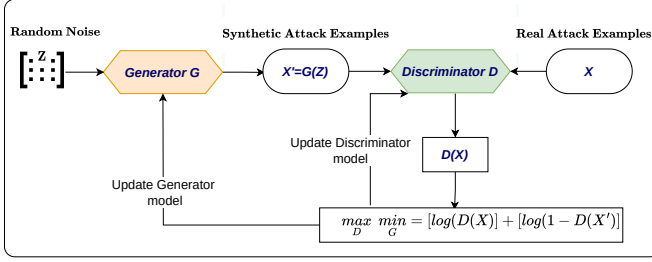 Random Noise
Synthetic Attack Examples
Real Attack Examples
Z
Generator G
X'=G(Z)
Discriminator D
X
Update Discriminator
model
D(X)
Update Generator
model
max min = [log(D(X)] + [log(1 − D(X′)]
D G